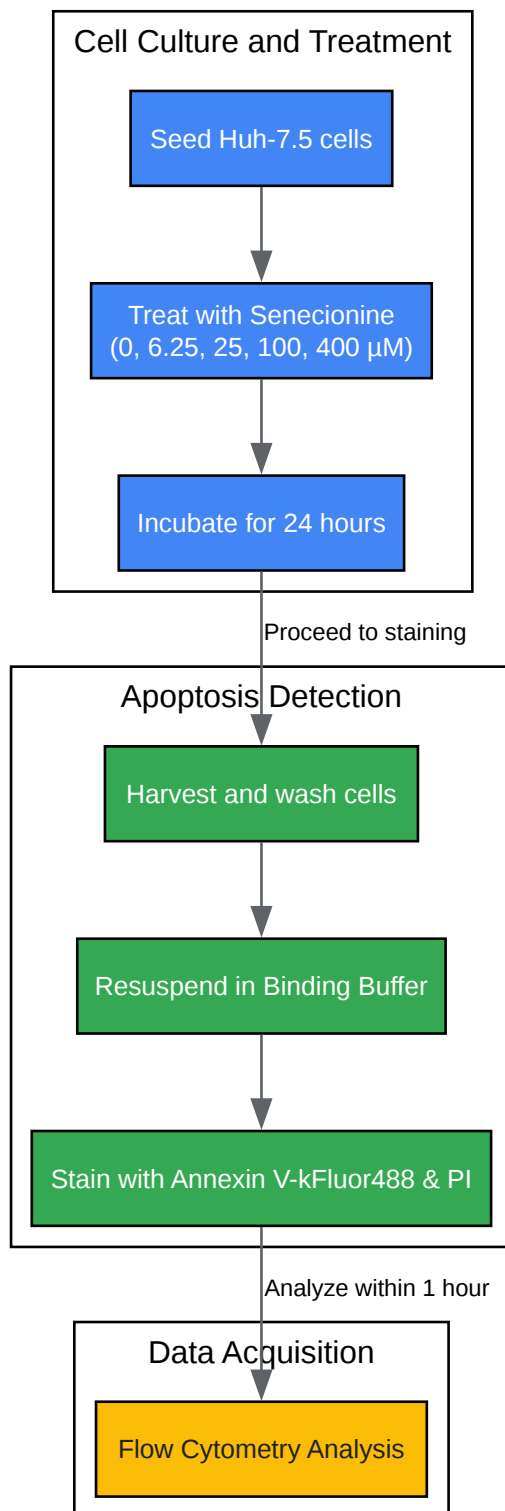 Cell Culture and Treatment
Seed Huh-7.5 cells
Treat with Senecionine
(0, 6.25, 25, 100, 400 µM)
Incubate for 24 hours
Proceed to staining
Apoptosis Detection
Harvest and wash cells
Resuspend in Binding Buffer
Stain with Annexin V-kFluor488 & PI
Analyze within 1 hour
Data Acquisition
Flow Cytometry Analysis